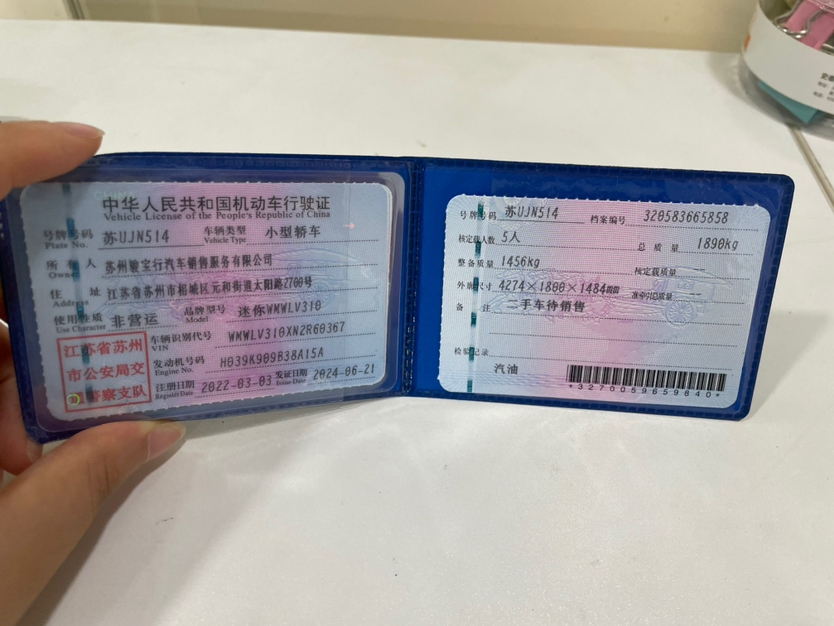 中华人民共和国机动车行驶证
Vehicle License of the People's Republic of China
号牌号码 Plate No. 苏UJN514 车辆类型 Vehicle Type 小型轿车
所有人 Owner 苏州骏宝行汽车销售服务有限公司
住址 Address 江苏省苏州市相城区元和街道太阳路2700号
使用性质 Use Character 非营运 品牌型号 Model 迷你WMWLV310
车辆识别代号 VIN WMWLV310XN2R60367
发动机号码 Engine No. H039K909B38A15A
注册日期 Register Date 2022-03-03 发证日期 Issue Date 2024-06-21
江苏省苏州
市公安局交
警察支队
号牌号码 苏UJN514 档案编号 320583665858
核定载人数 5人 总质量 1890kg
整备质量 1456kg 核定载质量
外廓尺寸 4274×1800×1484mm 准牵引总质量
备注 二手车待销售
检验记录
汽油
*3270059659840*